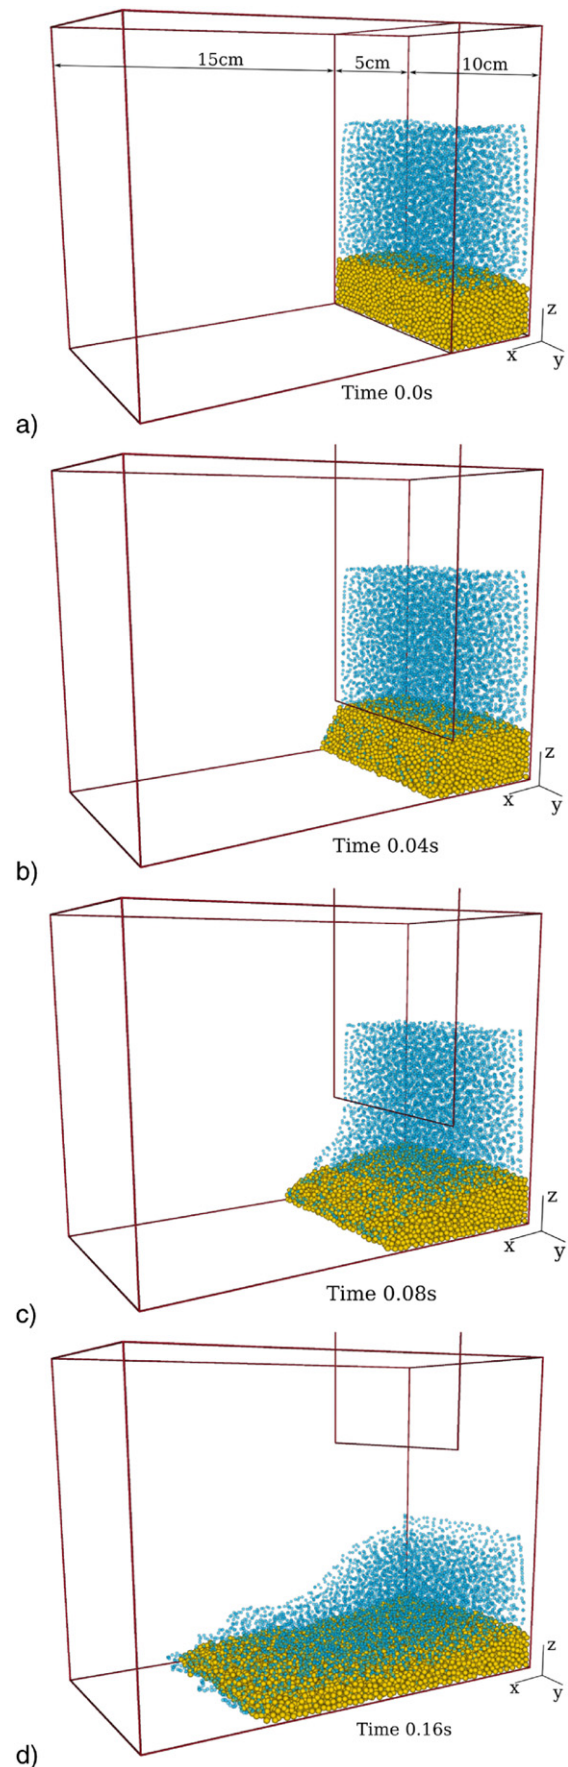 15cm 5cm 10cm
z
x y
Time 0.0s
a)
z
x y
Time 0.04s
b)
z
x y
Time 0.08s
c)
z
x y
Time 0.16s
d)